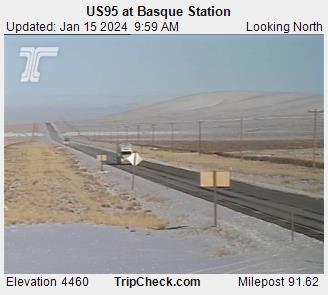 US95 at Basque Station
Updated: Jan 15 2024 9:59 AM Looking North
Elevation 4460 TripCheck.com Milepost 91.62